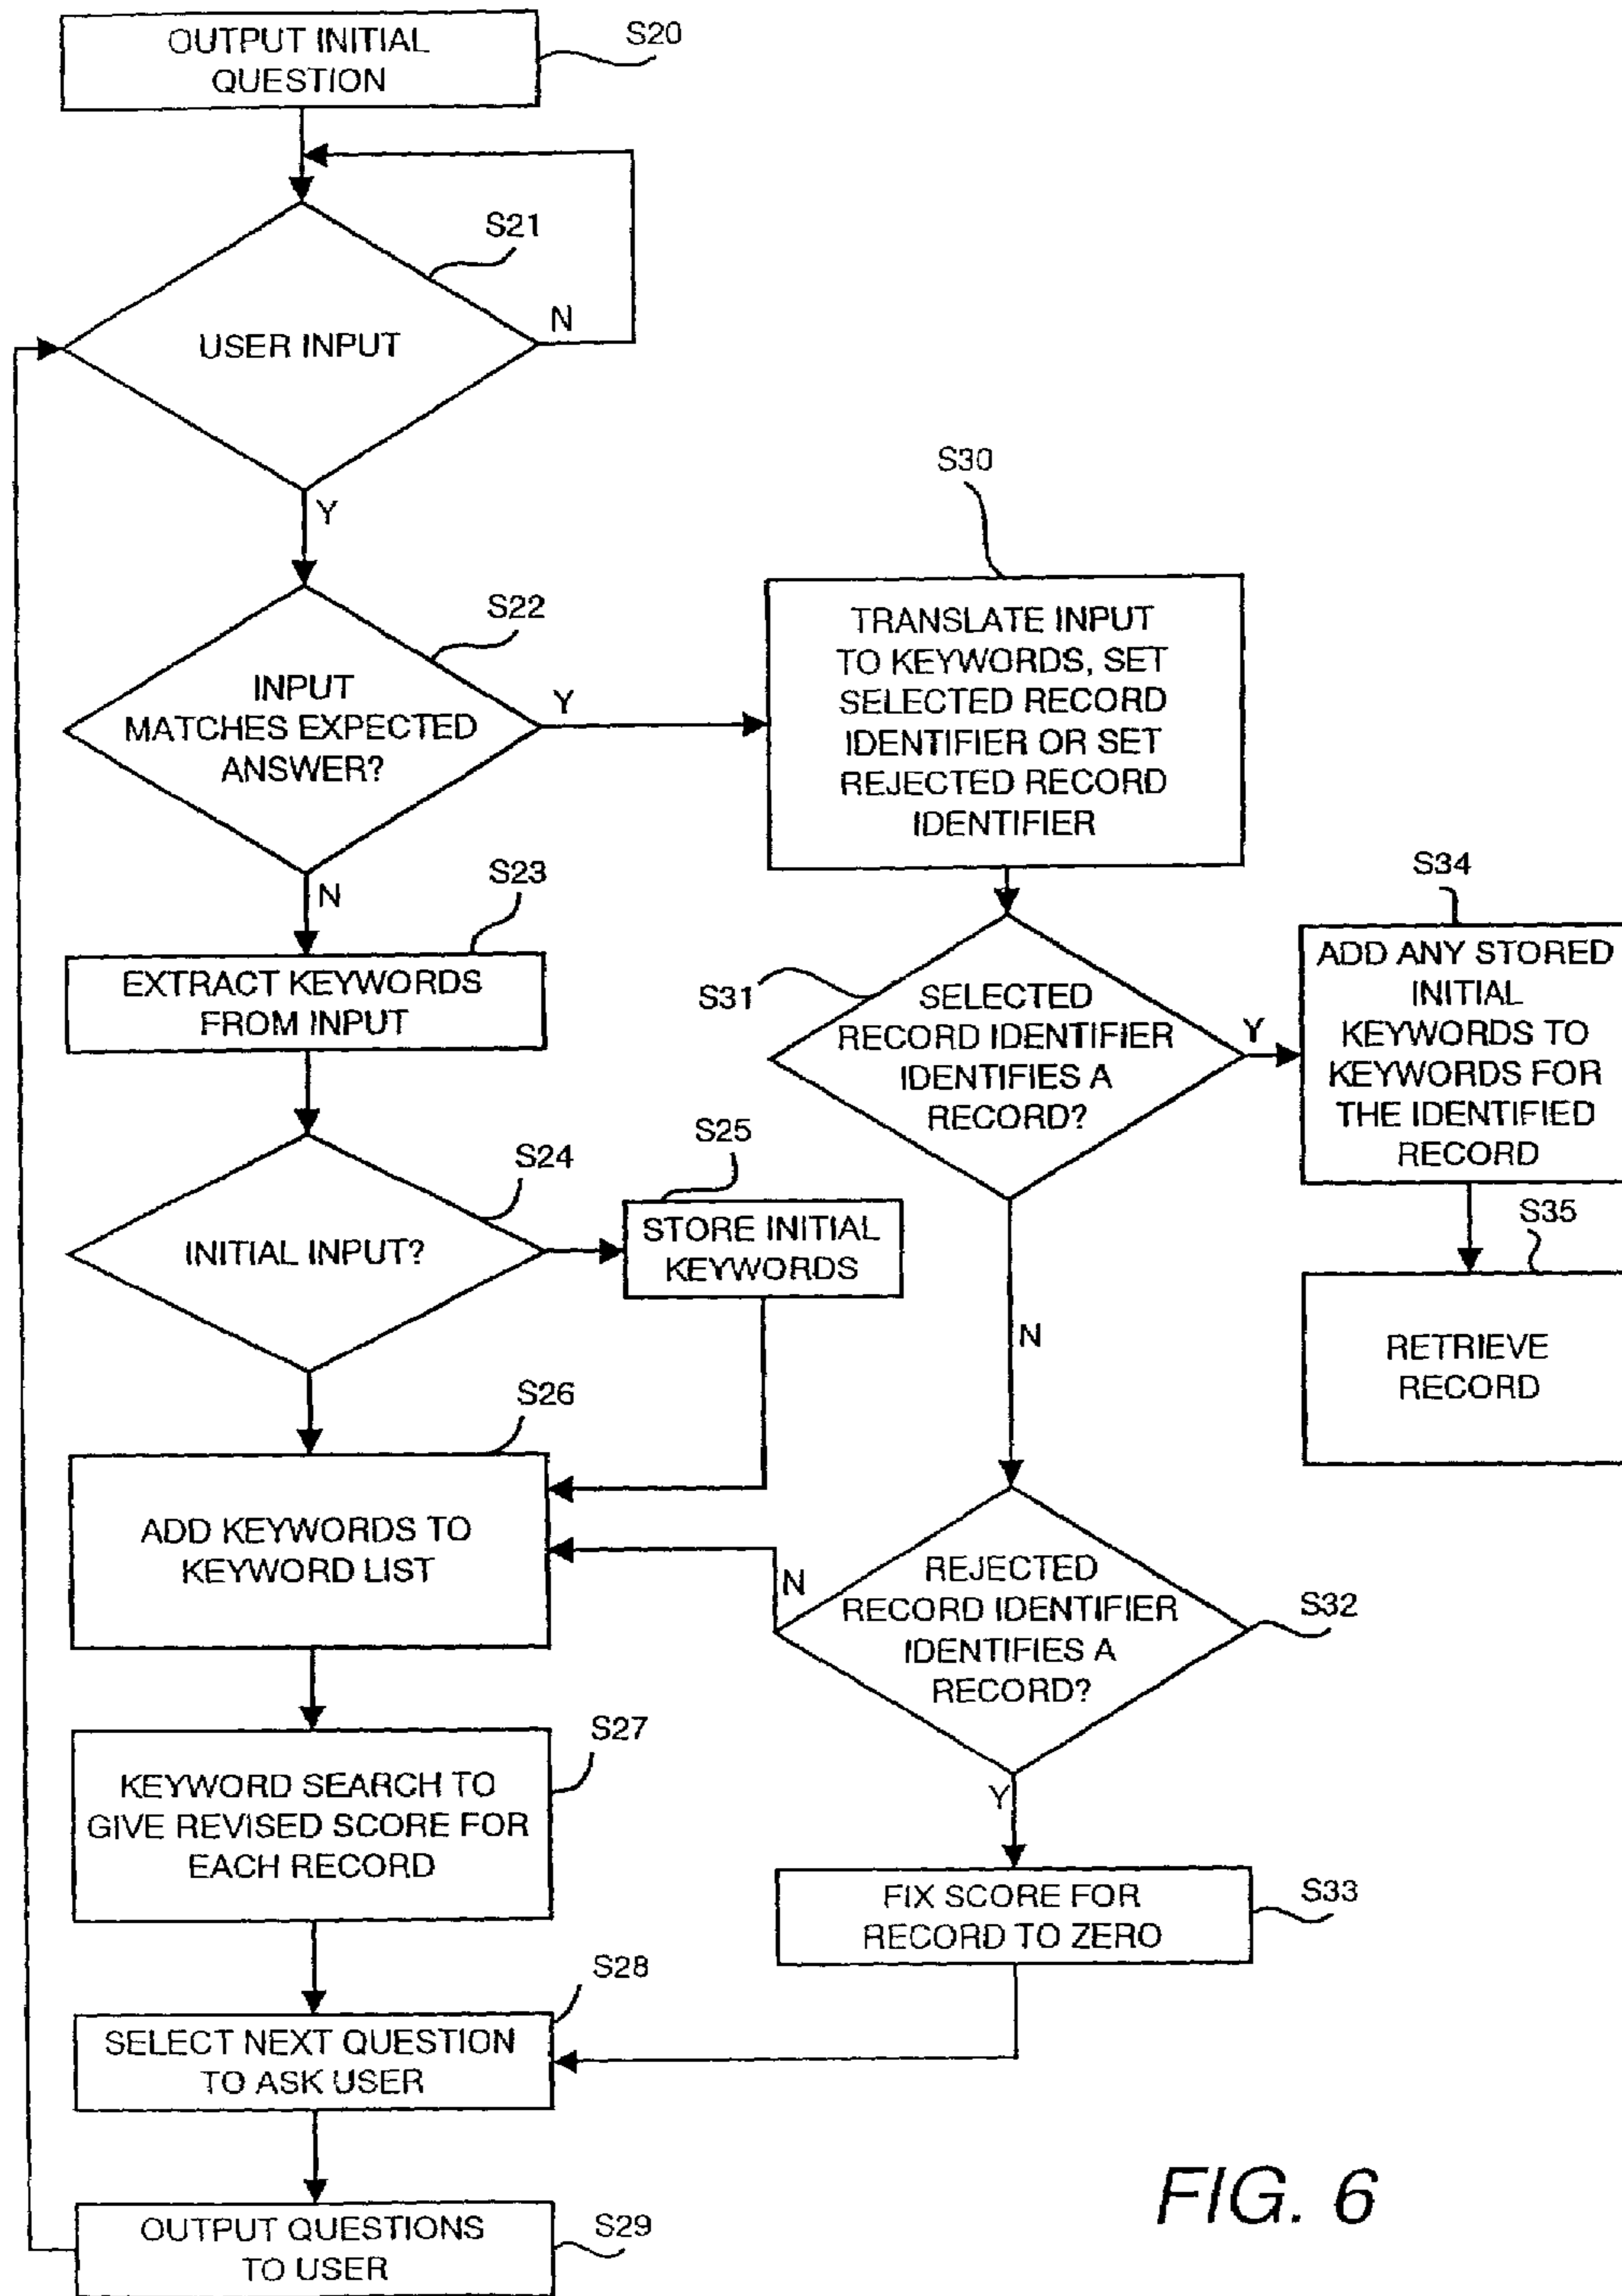 OUTPUT INITIAL
QUESTION
S20
S21
USER INPUT
N
Y
S22
INPUT
MATCHES EXPECTED
ANSWER?
Y
N
S30
TRANSLATE INPUT
TO KEYWORDS, SET
SELECTED RECORD
IDENTIFIER OR SET
REJECTED RECORD
IDENTIFIER
S23
EXTRACT KEYWORDS
FROM INPUT
S31
SELECTED
RECORD IDENTIFIER
IDENTIFIES A
RECORD?
Y
N
S34
ADD ANY STORED
INITIAL
KEYWORDS TO
KEYWORDS FOR
THE IDENTIFIED
RECORD
S24
INITIAL INPUT?
S25
STORE INITIAL
KEYWORDS
S35
RETRIEVE
RECORD
S26
ADD KEYWORDS TO
KEYWORD LIST
N
REJECTED
RECORD IDENTIFIER
IDENTIFIES A
RECORD?
S32
Y
S27
KEYWORD SEARCH TO
GIVE REVISED SCORE FOR
EACH RECORD
FIX SCORE FOR
RECORD TO ZERO
S33
S28
SELECT NEXT QUESTION
TO ASK USER
OUTPUT QUESTIONS
TO USER
S29
FIG. 6